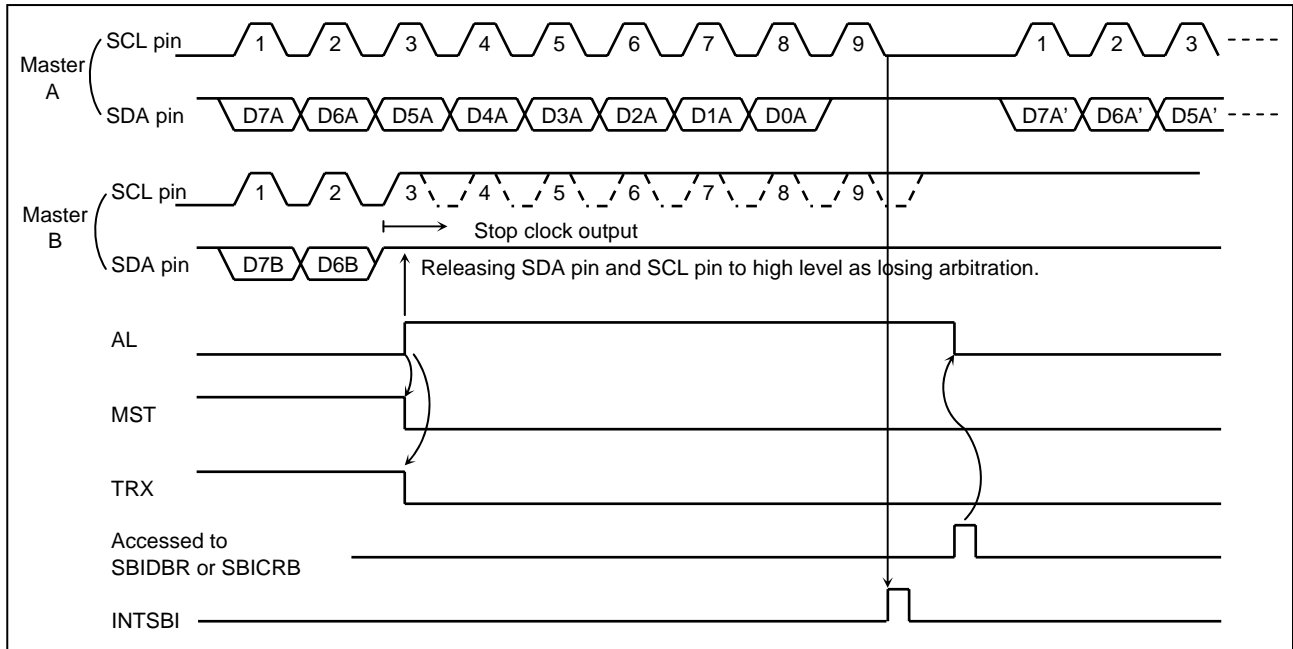 SCL pin 1 2 3 4 5 6 7 8 9 1 2 3
Master
A
SDA pin D7A D6A D5A D4A D3A D2A D1A D0A D7A' D6A' D5A'
SCL pin 1 2 3 4 5 6 7 8 9
Master
B
Stop clock output
SDA pin D7B D6B
Releasing SDA pin and SCL pin to high level as losing arbitration.
AL
MST
TRX
Accessed to
SBIDBR or SBICRB
INTSBI